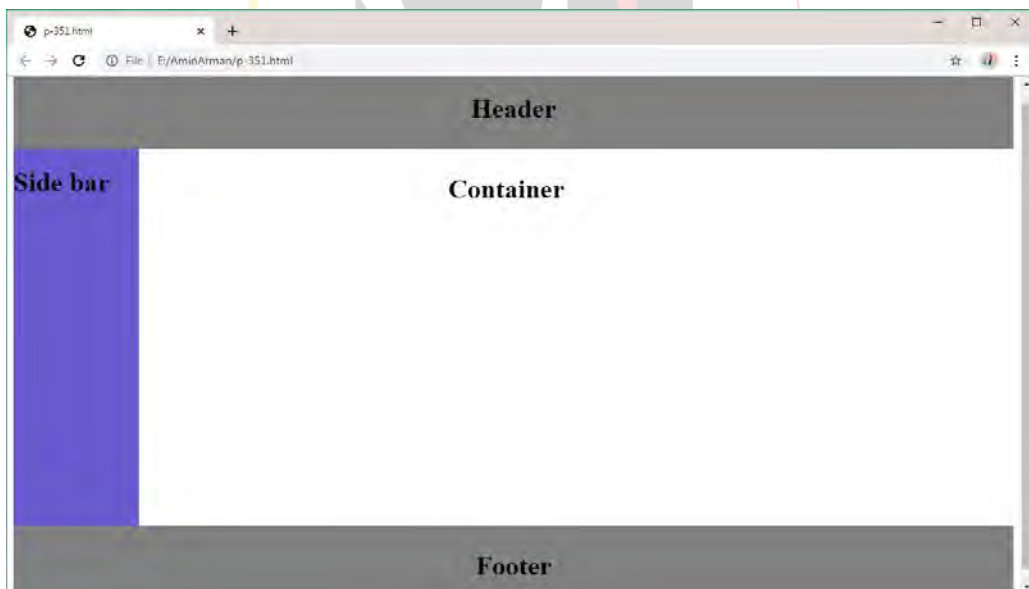 p-351.html
File | E:/AminArman/p-351.html
Header
Side bar
Container
Footer